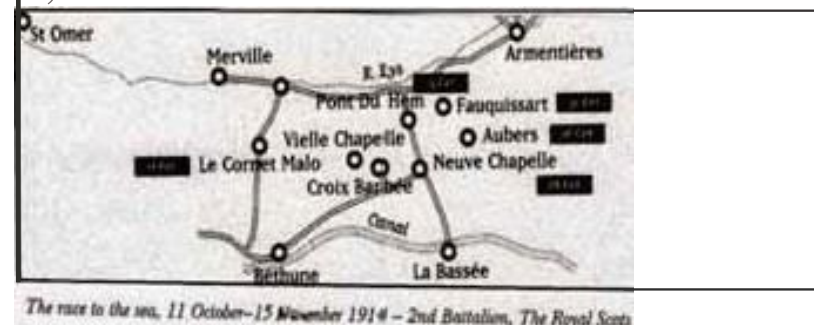 St Omer
Armentières
Merville
R. Lys
Pont Du Hem
Fauquissart
Aubers
Vielle Chapelle
Le Cornet Malo
Neuve Chapelle
Croix Barbée
Canal
Béthune
La Bassée
The race to the sea, 11 October–15 November 1914 – 2nd Battalion, The Royal Scots